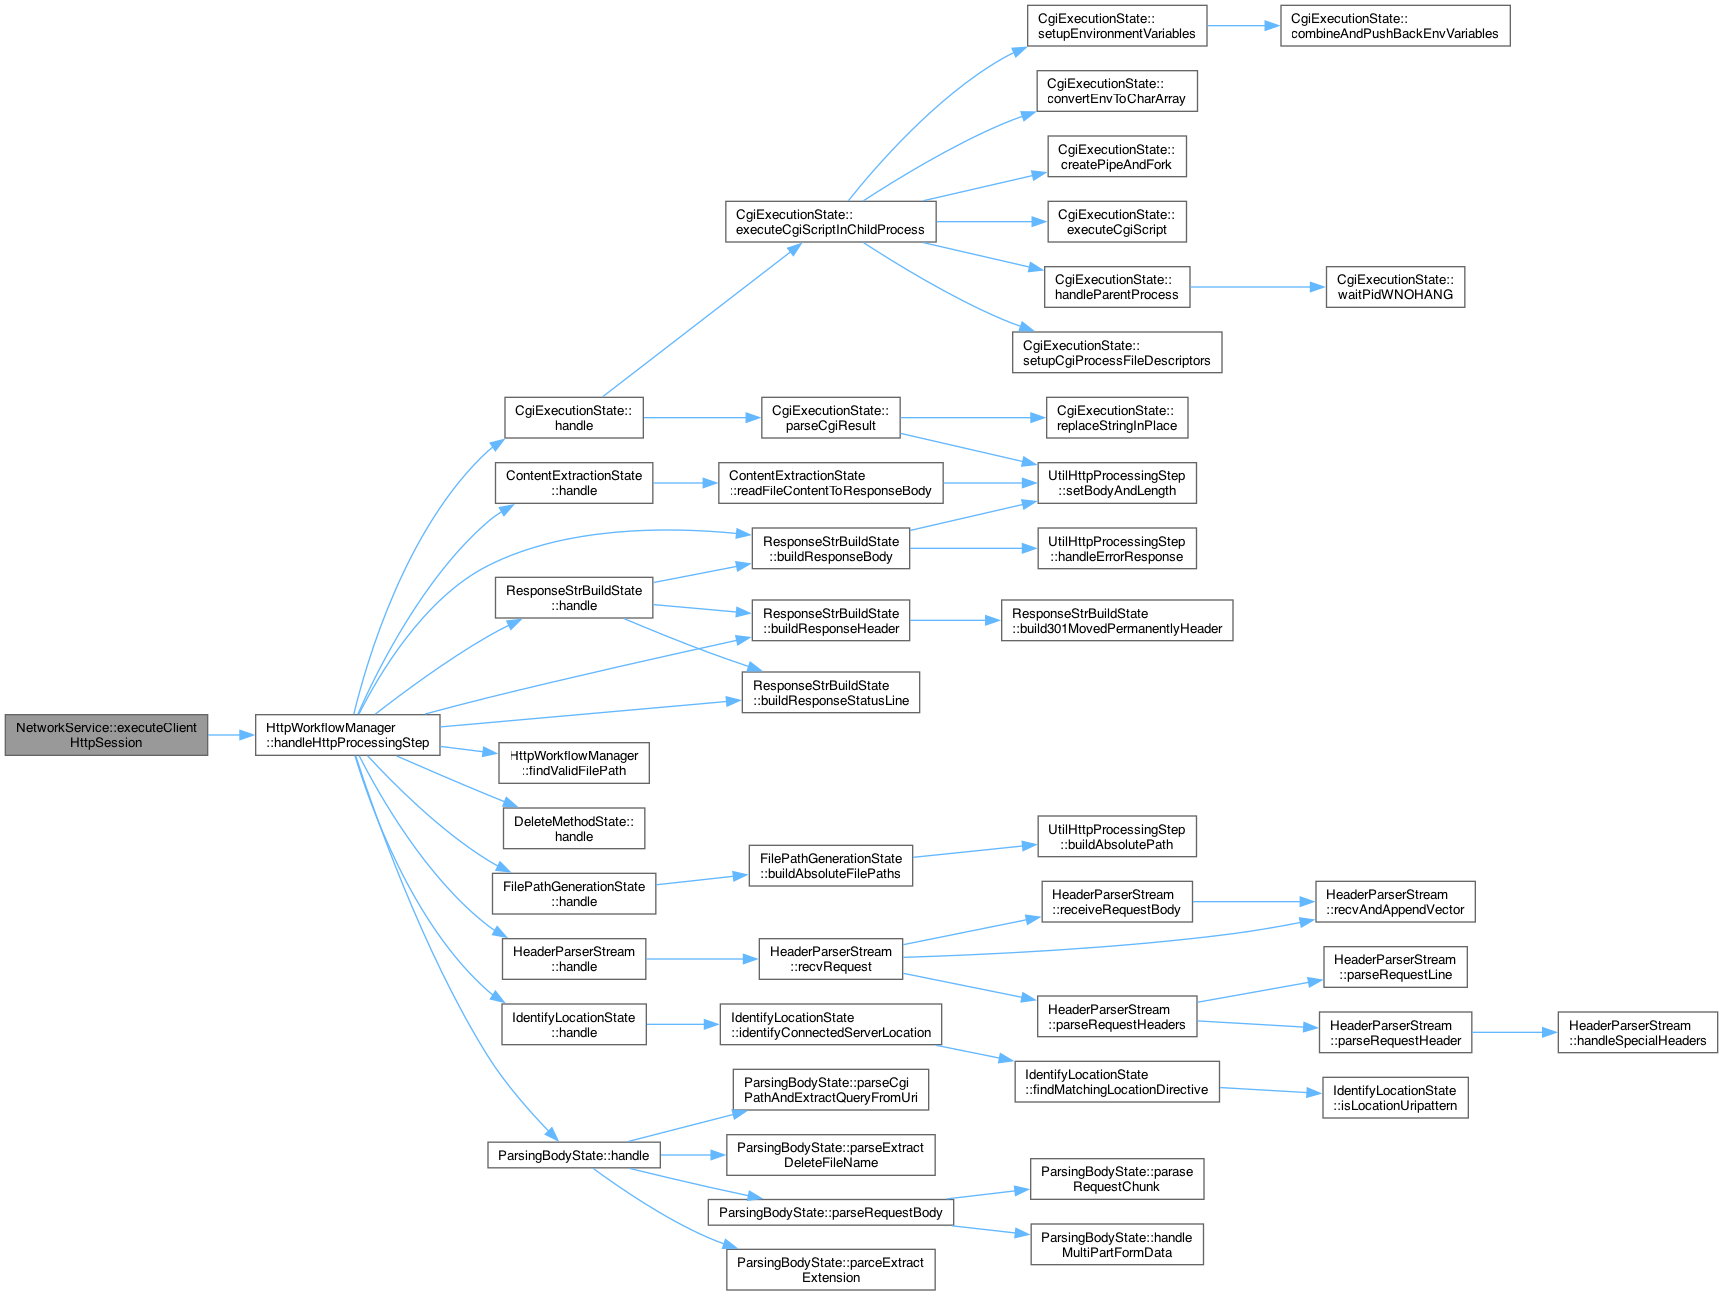 CgiExecutionState::
setupEnvironmentVariables
CgiExecutionState::
combineAndPushBackEnvVariables
CgiExecutionState::
convertEnvToCharArray
CgiExecutionState::
createPipeAndFork
CgiExecutionState::
executeCgiScriptInChildProcess
CgiExecutionState::
executeCgiScript
CgiExecutionState::
handleParentProcess
CgiExecutionState::
waitPidWNOHANG
CgiExecutionState::
setupCgiProcessFileDescriptors
CgiExecutionState::
handle
CgiExecutionState::
parseCgiResult
CgiExecutionState::
replaceStringInPlace
ContentExtractionState
::handle
ContentExtractionState
::readFileContentToResponseBody
UtilHttpProcessingStep
::setBodyAndLength
ResponseStrBuildState
::buildResponseBody
UtilHttpProcessingStep
::handleErrorResponse
ResponseStrBuildState
::handle
ResponseStrBuildState
::buildResponseHeader
ResponseStrBuildState
::build301MovedPermanentlyHeader
ResponseStrBuildState
::buildResponseStatusLine
NetworkService::executeClient
HttpSession
HttpWorkflowManager
::handleHttpProcessingStep
HttpWorkflowManager
::findValidFilePath
DeleteMethodState::
handle
FilePathGenerationState
::handle
FilePathGenerationState
::buildAbsoluteFilePaths
UtilHttpProcessingStep
::buildAbsolutePath
HeaderParserStream
::handle
HeaderParserStream
::recvRequest
HeaderParserStream
::receiveRequestBody
HeaderParserStream
::recvAndAppendVector
HeaderParserStream
::parseRequestHeaders
HeaderParserStream
::parseRequestLine
HeaderParserStream
::parseRequestHeader
HeaderParserStream
::handleSpecialHeaders
IdentifyLocationState
::handle
IdentifyLocationState
::identifyConnectedServerLocation
IdentifyLocationState
::findMatchingLocationDirective
IdentifyLocationState
::isLocationUripattern
ParsingBodyState::handle
ParsingBodyState::parseCgi
PathAndExtractQueryFromUri
ParsingBodyState::parseExtract
DeleteFileName
ParsingBodyState::parseRequestBody
ParsingBodyState::parase
RequestChunk
ParsingBodyState::handle
MultiPartFormData
ParsingBodyState::parceExtract
Extension